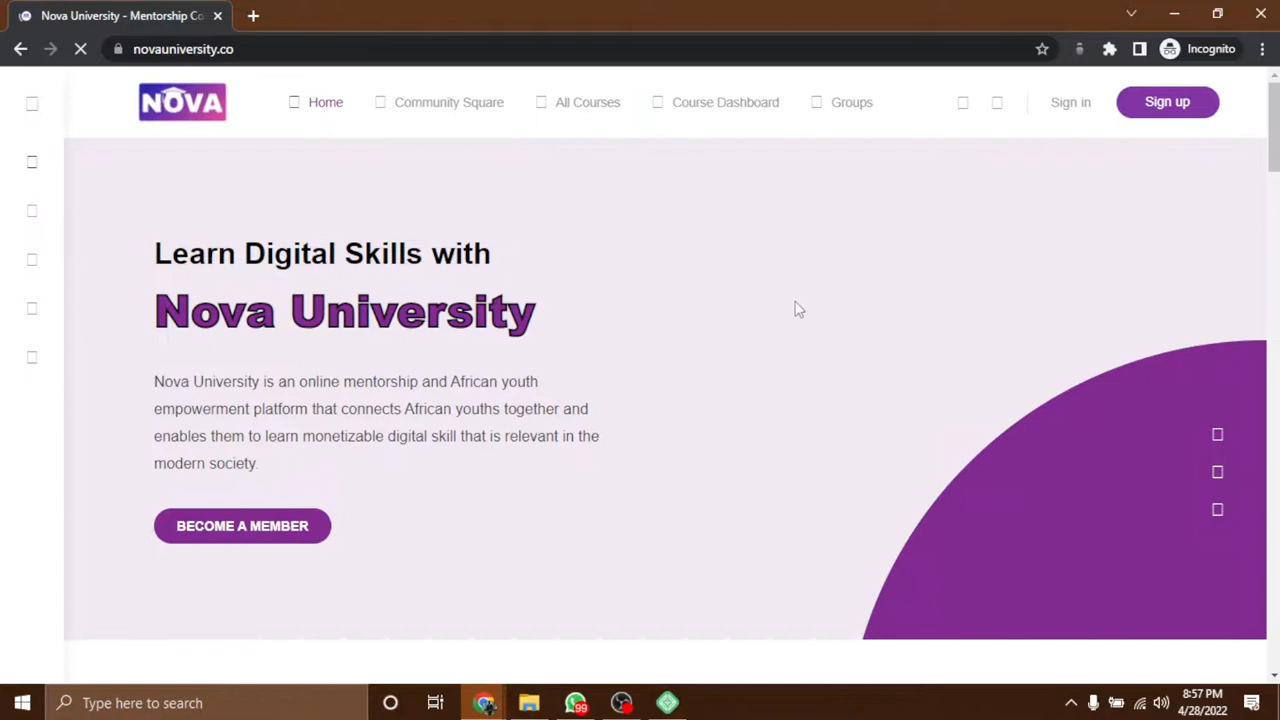 Nova University - Mentorship Co
novauniversity.co
Incognito
NOVA
Home
Community Square
All Courses
Course Dashboard
Groups
Sign in
Sign up
Learn Digital Skills with
Nova University
Nova University is an online mentorship and African youth
empowerment platform that connects African youths together and
enables them to learn monetizable digital skill that is relevant in the
modern society.
BECOME A MEMBER
Type here to search
99
8:57 PM
4/28/2022